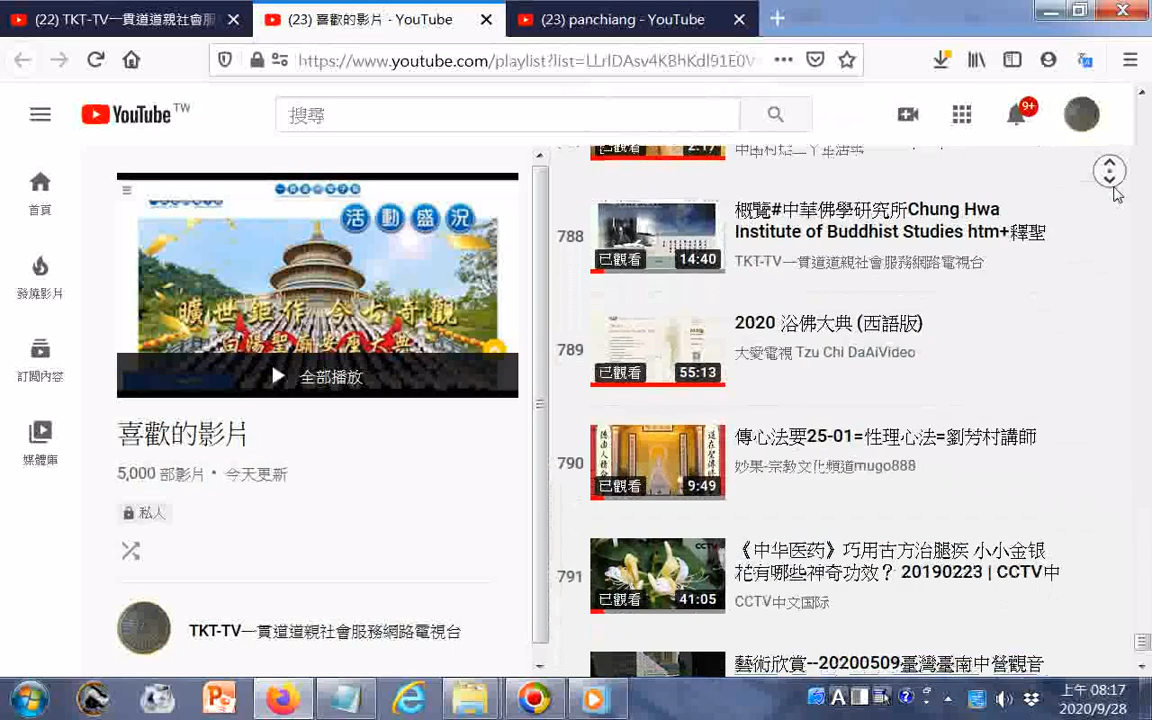 (22) TKT-TV一貫道道親社會服
(23) 喜歡的影片 - YouTube
(23) panchiang - YouTube
https://www.youtube.com/playlist?list=LLrIDAsv4KBhKdl91E0V
YouTube TW
搜尋
9+
首頁
發燒影片
訂閱內容
媒體櫃
活動盛況
曠世鉅作 今古奇觀
白陽聖廟安座大典
全部播放
喜歡的影片
5,000 部影片・今天更新
私人
TKT-TV一貫道道親社會服務網路電視台
已觀看
2:17
788
已觀看
14:40
概覽#中華佛學研究所Chung Hwa
Institute of Buddhist Studies htm+釋聖
TKT-TV一貫道道親社會服務網路電視台
789
已觀看
55:13
2020 浴佛大典 (西語版)
大愛電視 Tzu Chi DaAiVideo
790
已觀看
9:49
傳心法要25-01=性理心法=劉芳村講師
妙果-宗教文化頻道mugo888
791
已觀看
41:05
《中华医药》巧用古方治腿疾 小小金银
花有哪些神奇功效？ 20190223 | CCTV中
CCTV中文国际
藝術欣賞--20200509臺灣臺南中營觀音
上午 08:17
2020/9/28